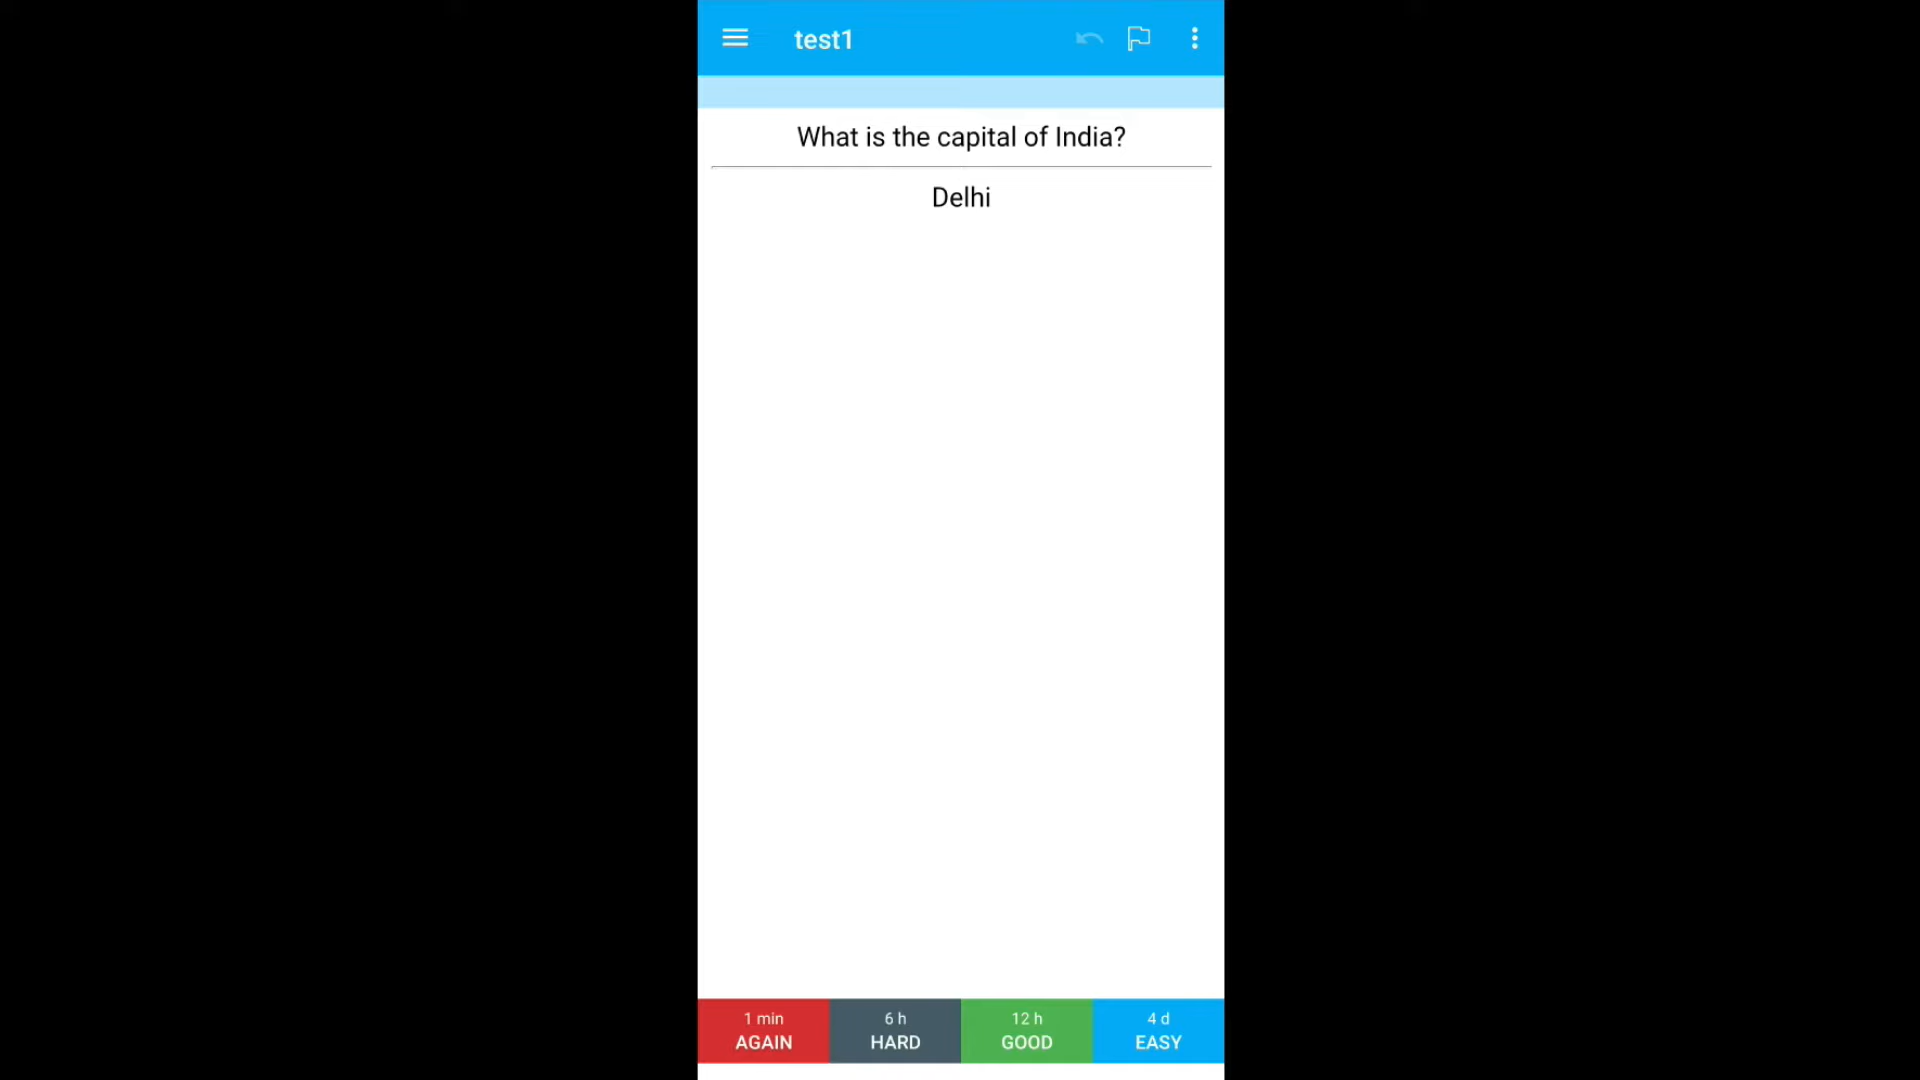 test1
What is the capital of India?
Delhi
1 min 6 h 12 h 4 d
AGAIN HARD GOOD EASY